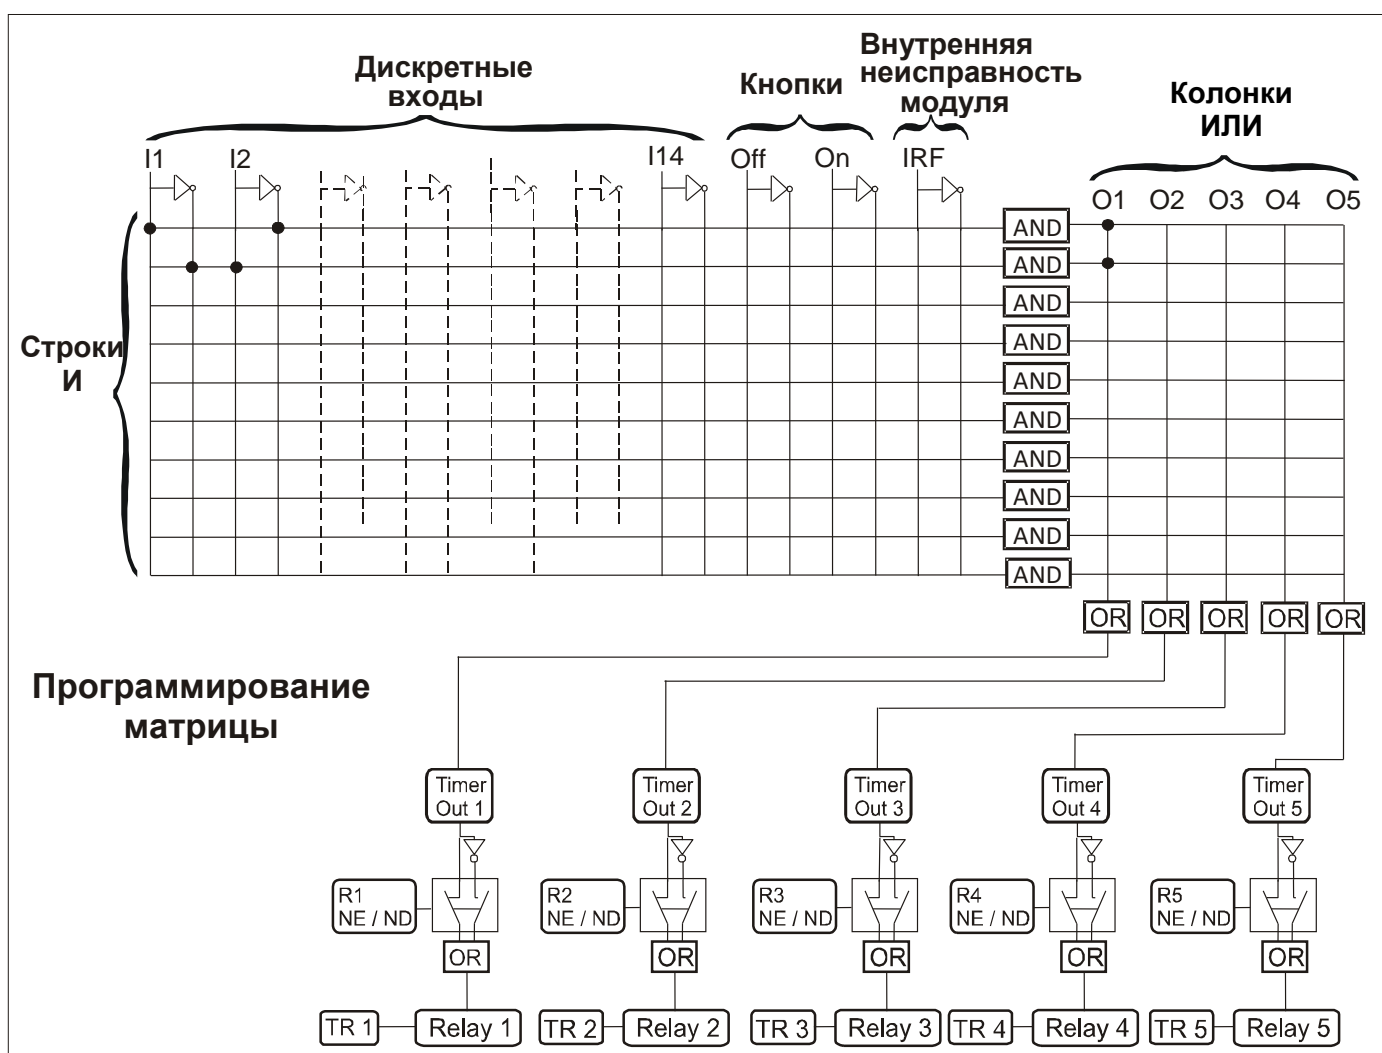 Дискретные
входы
Кнопки
Внутренняя
неисправность
модуля
Колонки
ИЛИ
I1 I2 I14 Off On IRF
O1 O2 O3 O4 O5
AND
AND
AND
AND
AND
AND
AND
AND
AND
AND
Строки
И
OR OR OR OR OR
Программирование
матрицы
Timer
Out 1
Timer
Out 2
Timer
Out 3
Timer
Out 4
Timer
Out 5
R1
NE / ND
R2
NE / ND
R3
NE / ND
R4
NE / ND
R5
NE / ND
OR OR OR OR OR
TR 1 Relay 1 TR 2 Relay 2 TR 3 Relay 3 TR 4 Relay 4 TR 5 Relay 5